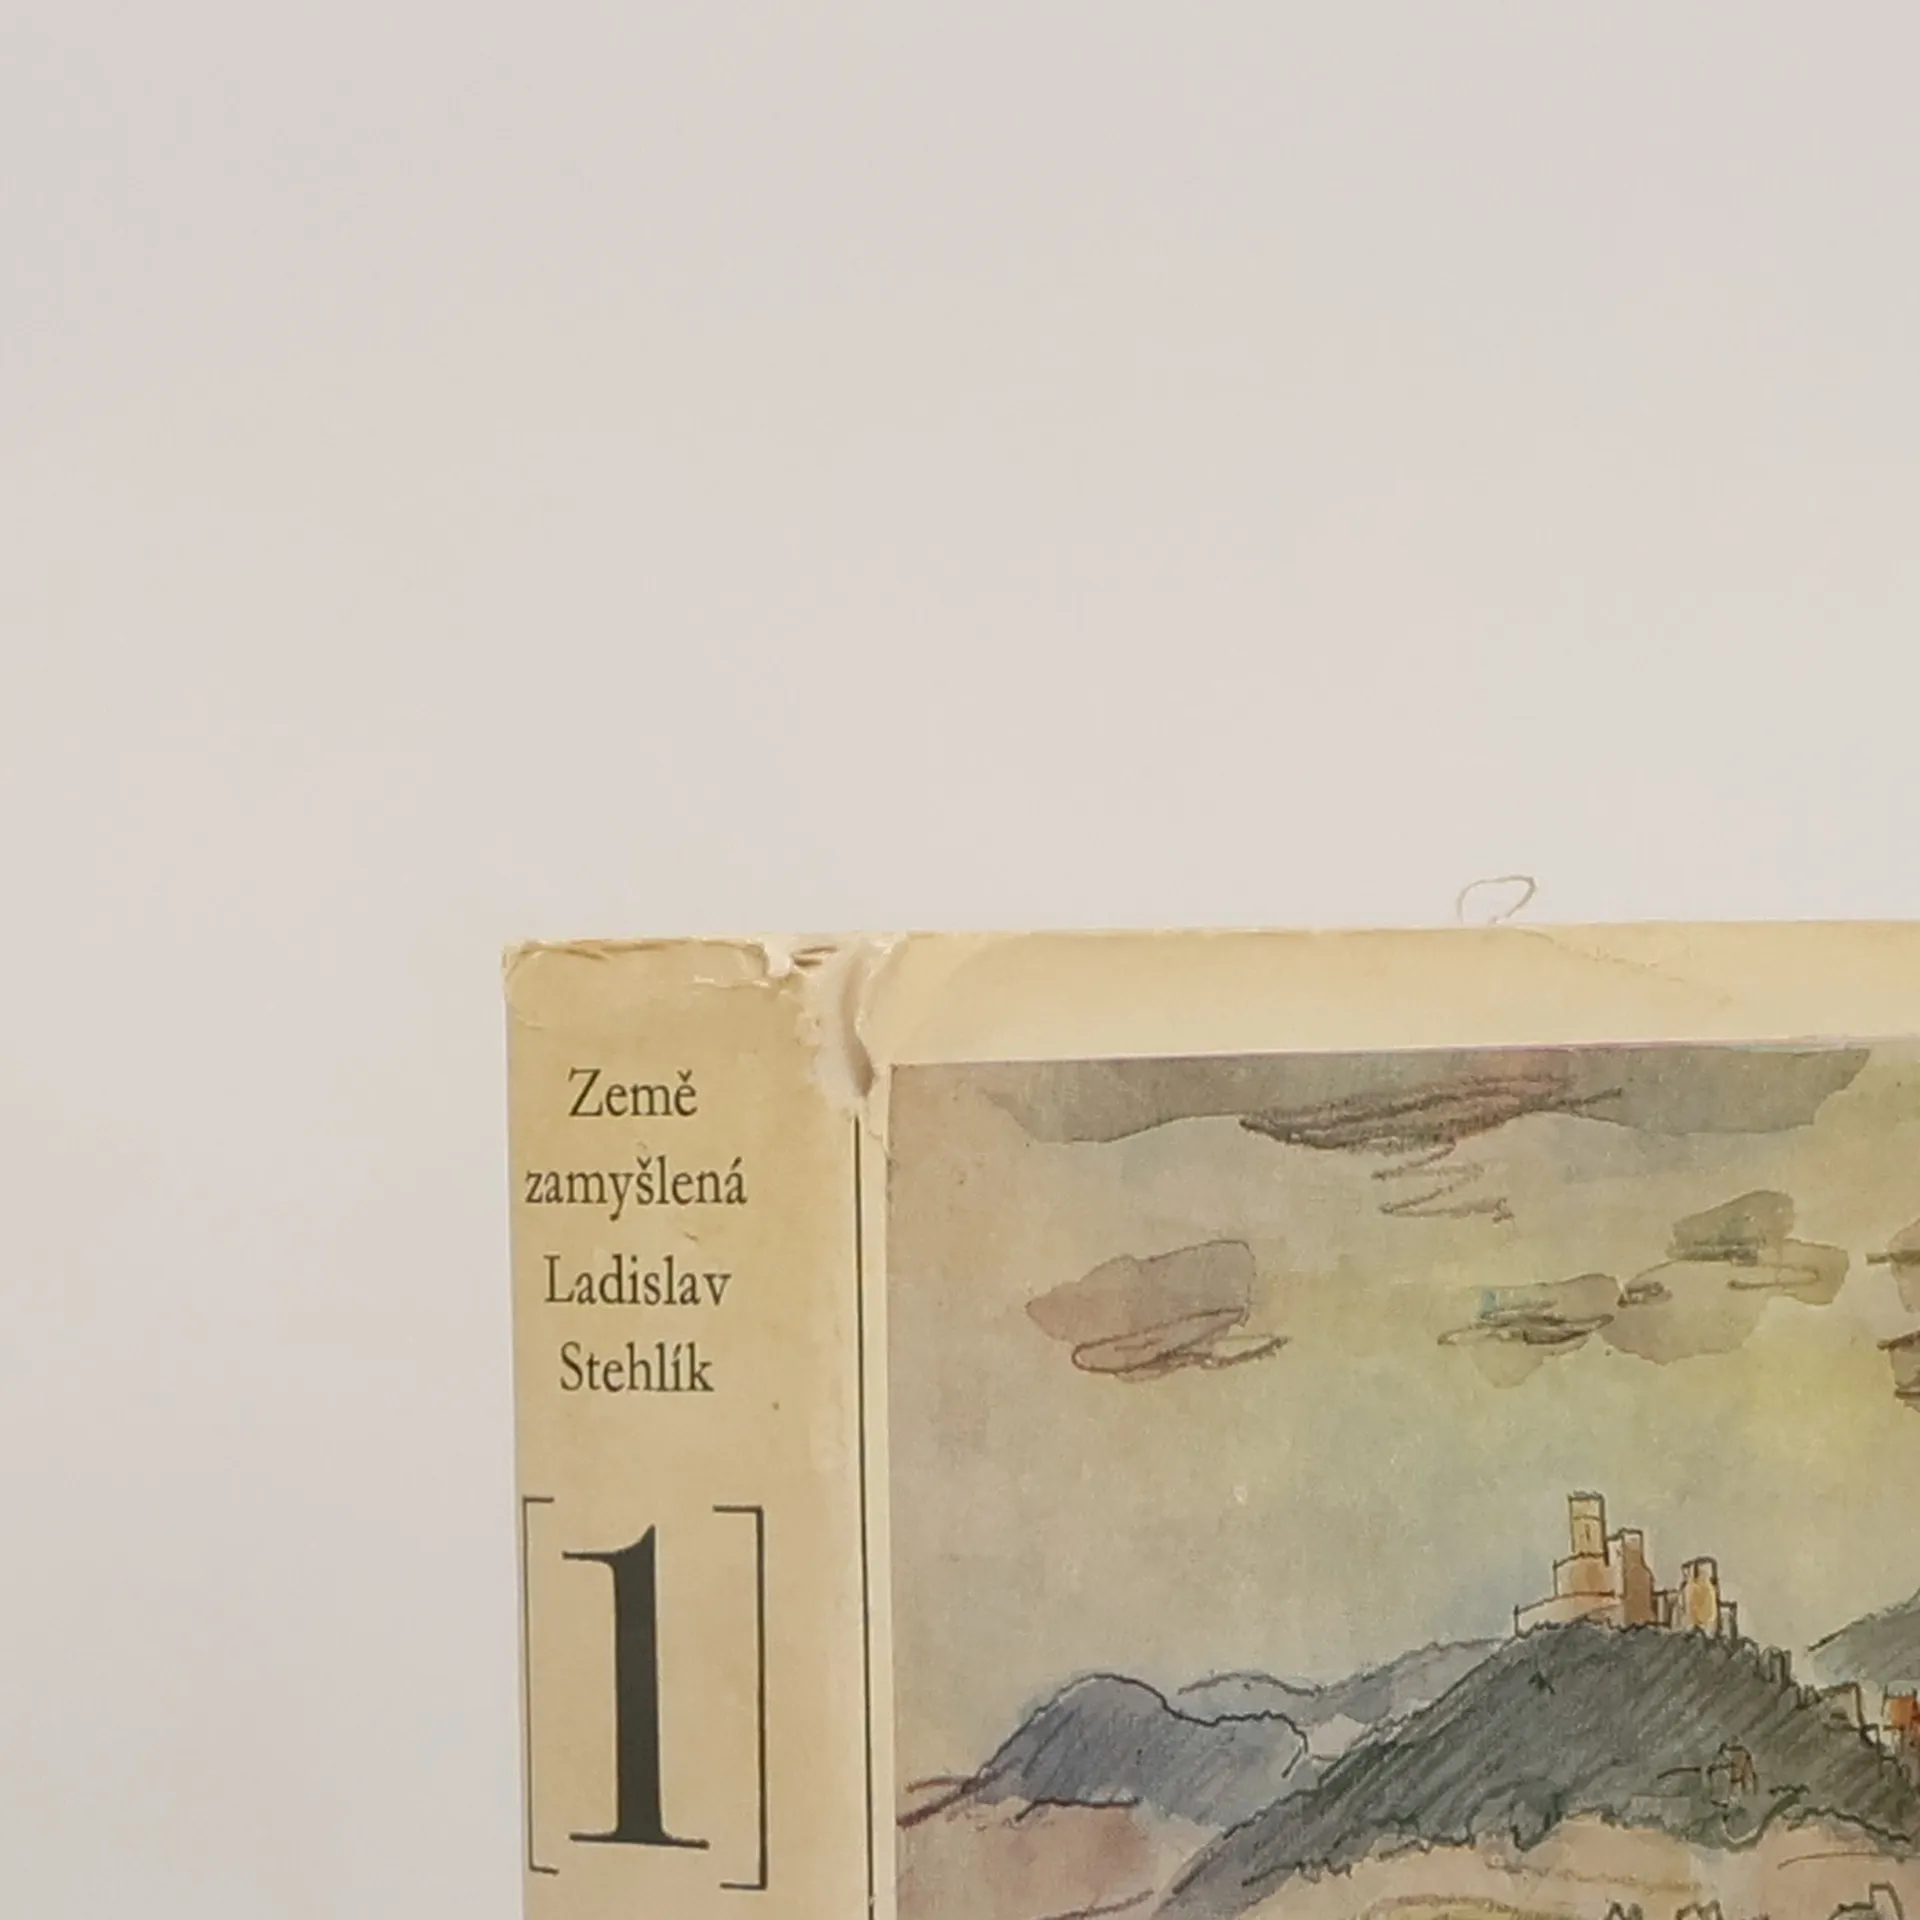 Země
zamyšlená
Ladislav
Stehlík
[1]